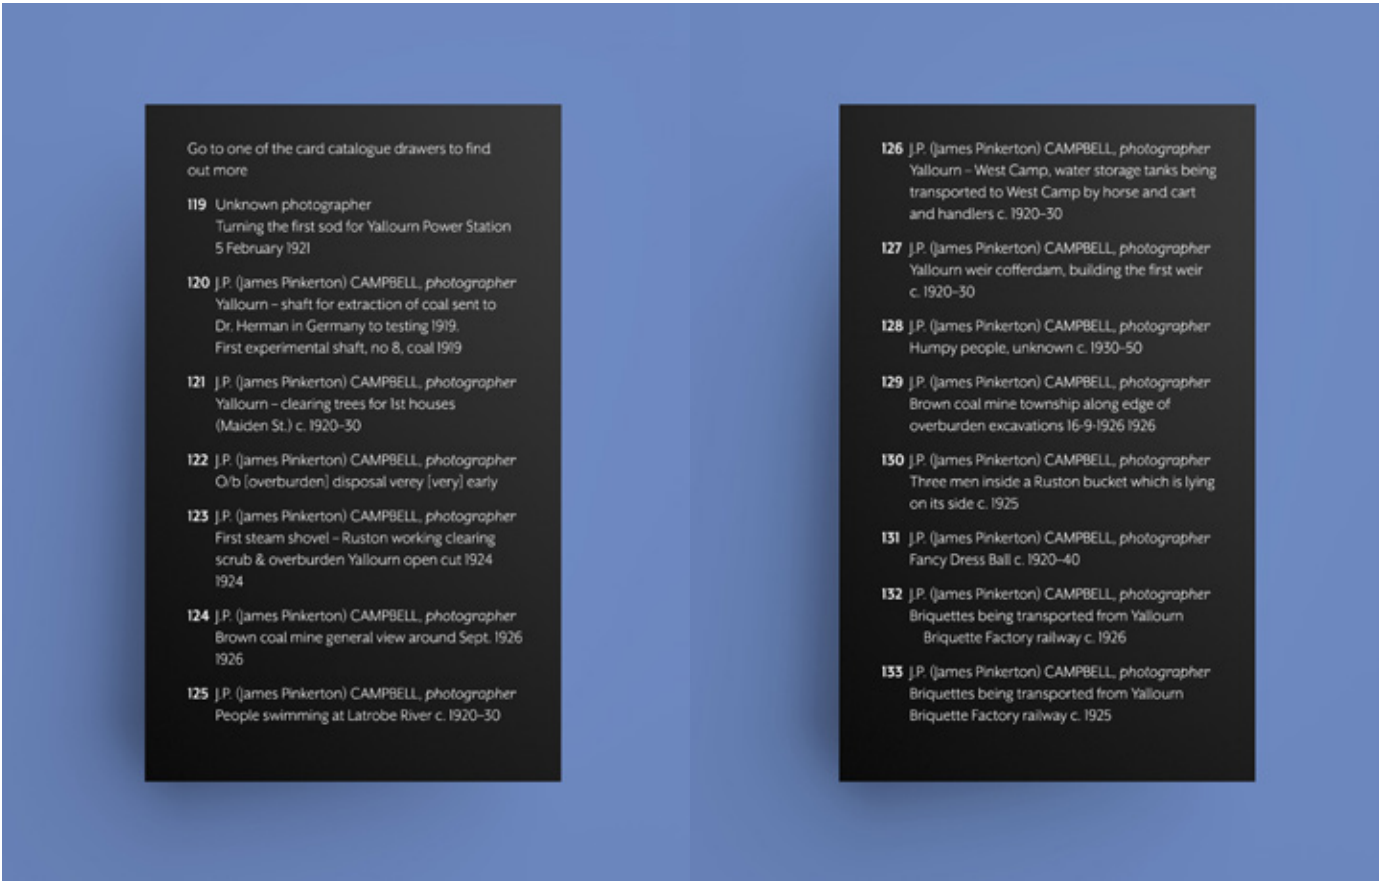 Go to one of the card catalogue drawers to find
out more
119 Unknown photographer
Turning the first sod for Yallourn Power Station
5 February 1921
120 J.P. (James Pinkerton) CAMPBELL, photographer
Yallourn – shaft for extraction of coal sent to
Dr. Herman in Germany to testing 1919.
First experimental shaft, no 8, coal 1919
121 J.P. (James Pinkerton) CAMPBELL, photographer
Yallourn – clearing trees for 1st houses
(Maiden St.) c. 1920–30
122 J.P. (James Pinkerton) CAMPBELL, photographer
O/b [overburden] disposal verey [very] early
123 J.P. (James Pinkerton) CAMPBELL, photographer
First steam shovel – Ruston working clearing
scrub & overburden Yallourn open cut 1924
1924
124 J.P. (James Pinkerton) CAMPBELL, photographer
Brown coal mine general view around Sept. 1926
1926
125 J.P. (James Pinkerton) CAMPBELL, photographer
People swimming at Latrobe River c. 1920–30
126 J.P. (James Pinkerton) CAMPBELL, photographer
Yallourn – West Camp, water storage tanks being
transported to West Camp by horse and cart
and handlers c. 1920–30
127 J.P. (James Pinkerton) CAMPBELL, photographer
Yallourn weir cofferdam, building the first weir
c. 1920–30
128 J.P. (James Pinkerton) CAMPBELL, photographer
Humpy people, unknown c. 1930–50
129 J.P. (James Pinkerton) CAMPBELL, photographer
Brown coal mine township along edge of
overburden excavations 16-9-1926 1926
130 J.P. (James Pinkerton) CAMPBELL, photographer
Three men inside a Ruston bucket which is lying
on its side c. 1925
131 J.P. (James Pinkerton) CAMPBELL, photographer
Fancy Dress Ball c. 1920–40
132 J.P. (James Pinkerton) CAMPBELL, photographer
Briquettes being transported from Yallourn
Briquette Factory railway c. 1926
133 J.P. (James Pinkerton) CAMPBELL, photographer
Briquettes being transported from Yallourn
Briquette Factory railway c. 1925